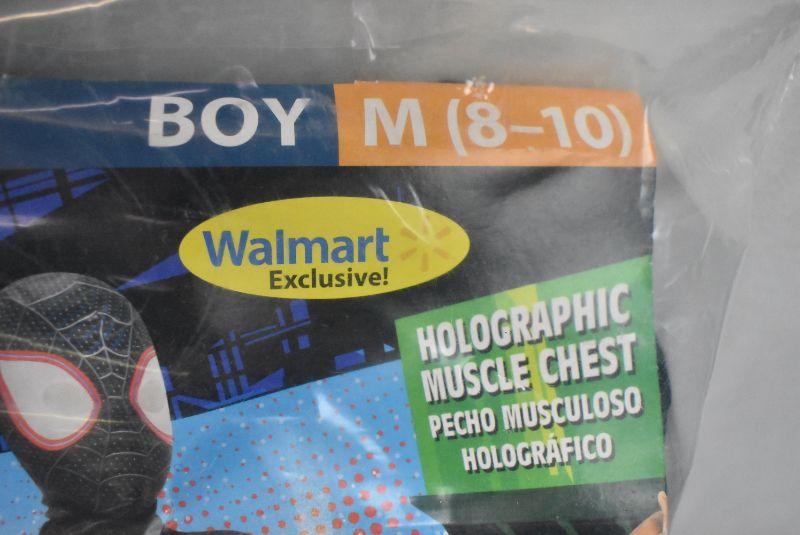 BOY M (8–10)
Walmart
Exclusive!
HOLOGRAPHIC
MUSCLE CHEST
PECHO MUSCULOSO
HOLOGRÁFICO